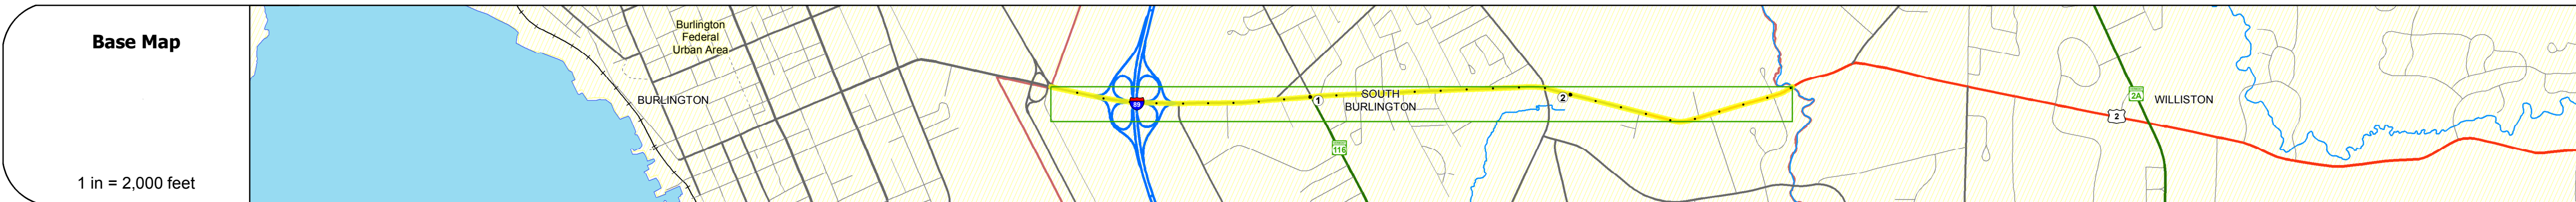 Base Map
1 in = 2,000 feet
Burlington
Federal
Urban Area
BURLINGTON
89
1
SOUTH
BURLINGTON
116
2
2
2A
WILLISTON